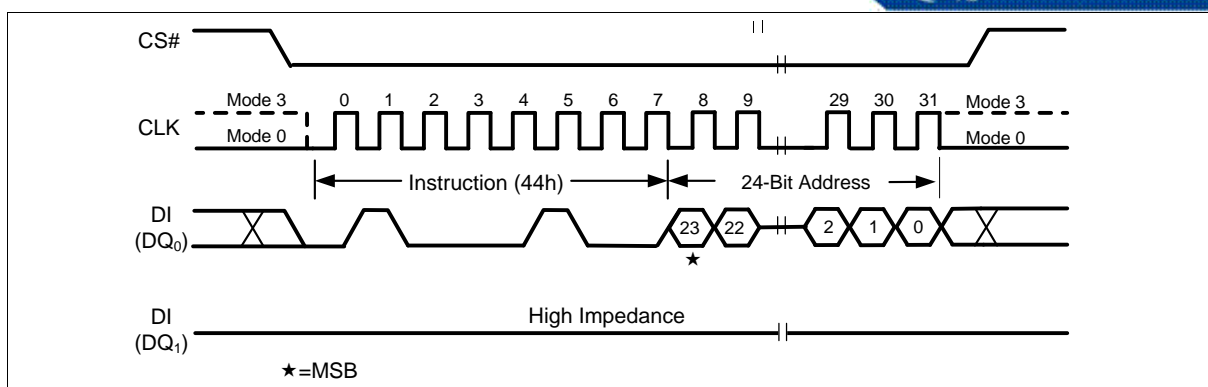 CS#
CLK
Mode 3
Mode 0
0 1 2 3 4 5 6 7 8 9 29 30 31
Mode 3
Mode 0
Instruction (44h)
24-Bit Address
DI
(DQ0)
23 22 2 1 0
★
DI
(DQ1)
High Impedance
★=MSB